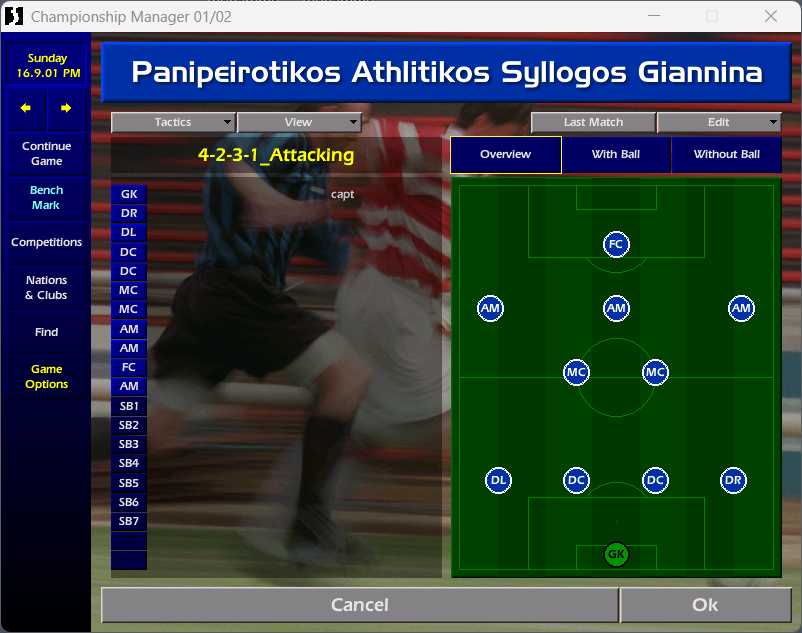 Championship Manager 01/02
Sunday
16.9.01 PM
Continue
Game
Bench
Mark
Competitions
Nations
& Clubs
Find
Game
Options
Panipeirotikos Athlitikos Syllogos Giannina
Tactics
View
Last Match
Edit
4-2-3-1_Attacking
Overview
With Ball
Without Ball
GK capt
DR
DL
DC
DC
MC
MC
AM
AM
FC
AM
SB1
SB2
SB3
SB4
SB5
SB6
SB7
FC
AM AM AM
MC MC
DL DC DC DR
GK
Cancel
Ok